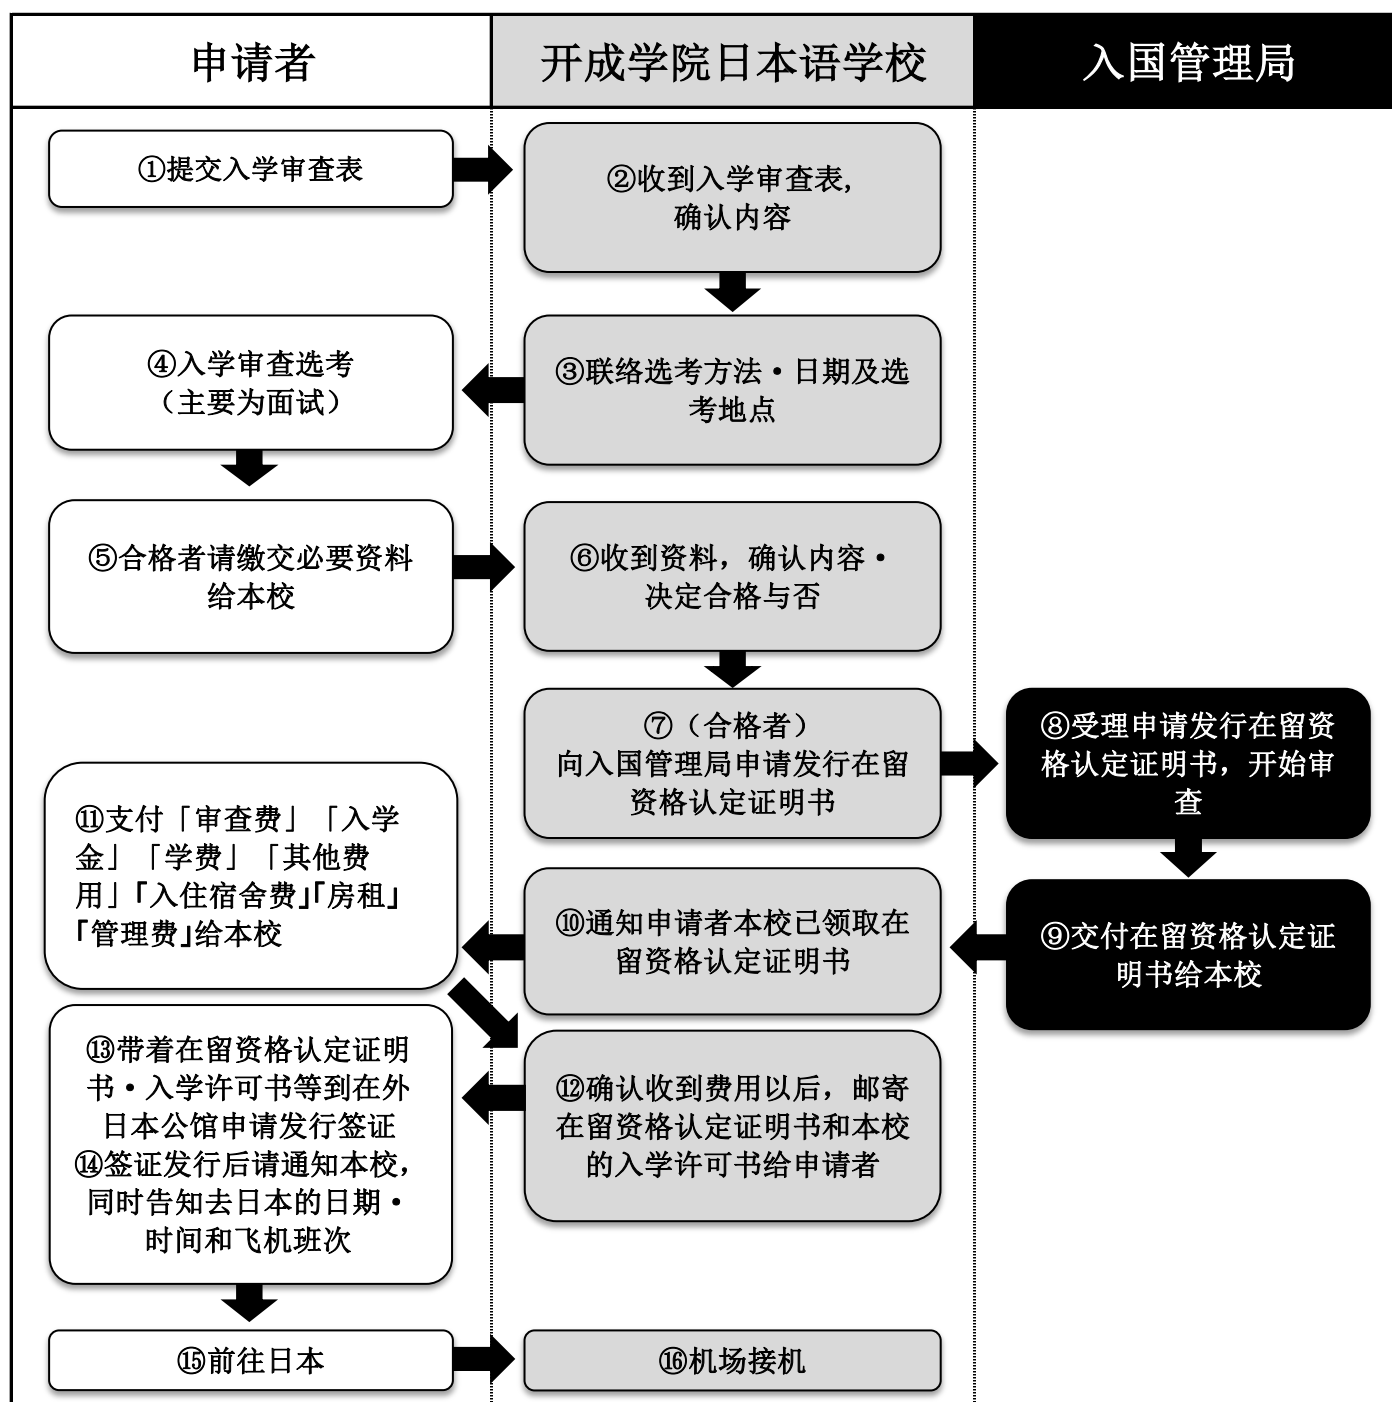 申请者
开成学院日本语学校
入国管理局
①提交入学审查表
②收到入学审查表,
确认内容
③联络选考方法・日期及选
考地点
④入学审查选考
（主要为面试）
⑤合格者请缴交必要资料
给本校
⑥收到资料，确认内容・
决定合格与否
⑦（合格者）
向入国管理局申请发行在留
资格认定证明书
⑧受理申请发行在留资
格认定证明书，开始审
查
⑨交付在留资格认定证
明书给本校
⑩通知申请者本校已领取在
留资格认定证明书
⑪支付「审查费」「入学
金」「学费」「其他费
用」「入住宿舍费」「房租」
「管理费」给本校
⑫确认收到费用以后，邮寄
在留资格认定证明书和本校
的入学许可书给申请者
⑬带着在留资格认定证明
书・入学许可书等到在外
日本公馆申请发行签证
⑭签证发行后请通知本校，
同时告知去日本的日期・
时间和飞机班次
⑮前往日本
⑯机场接机